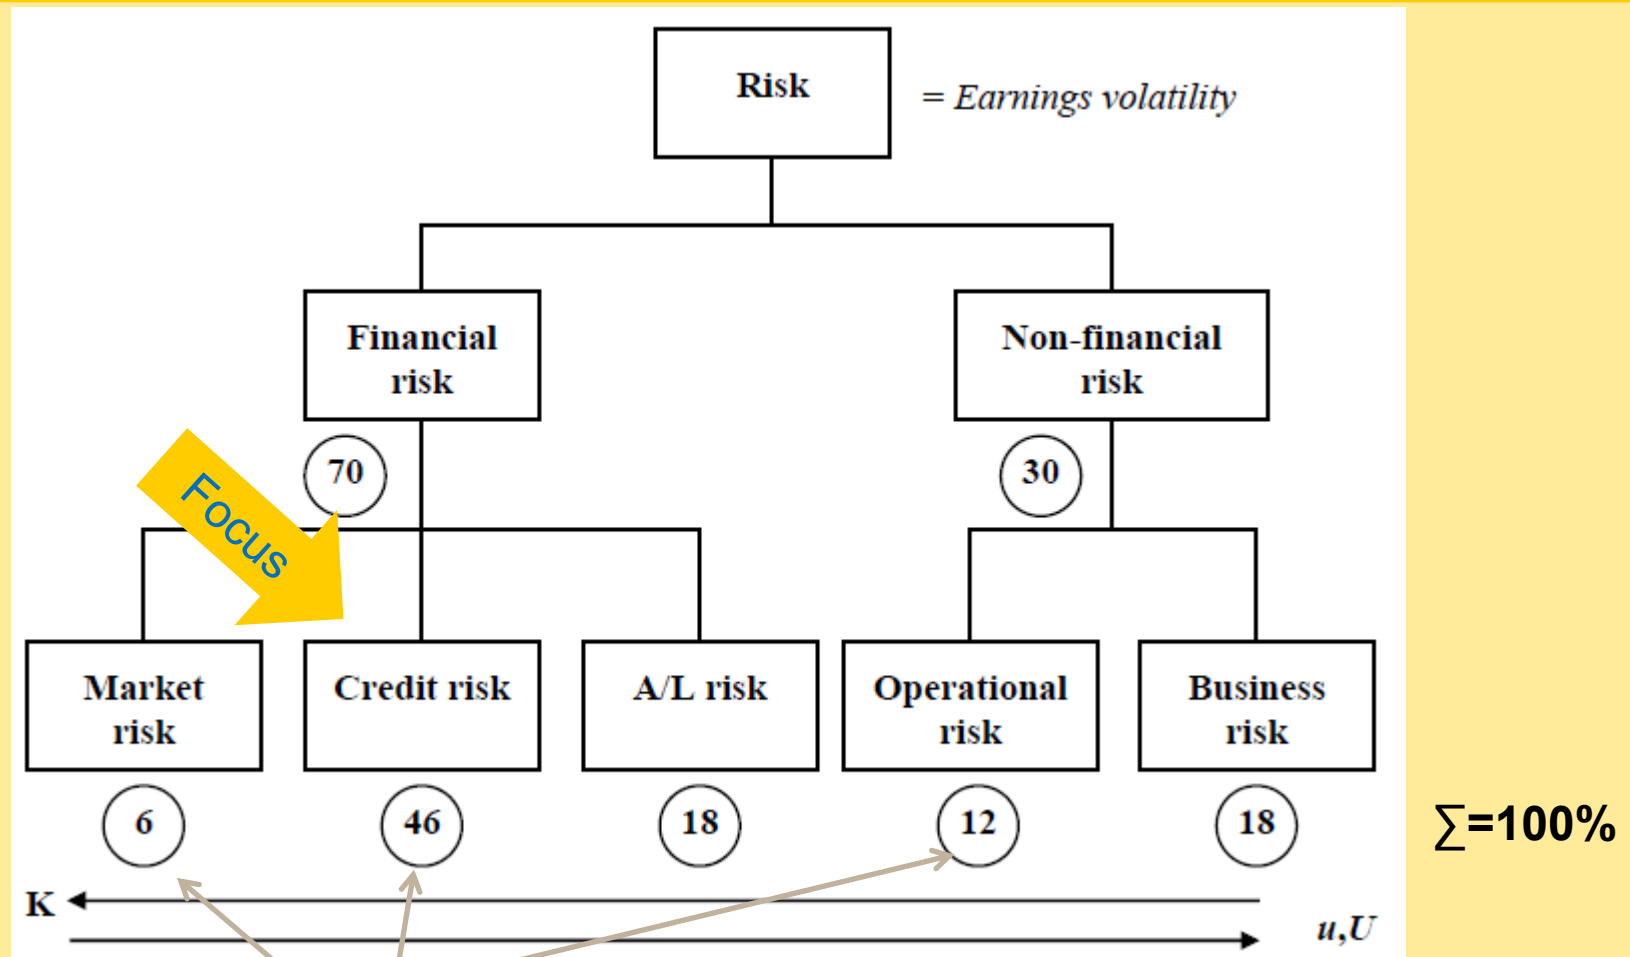 Risk
= Earnings volatility
Financial
risk
Non-financial
risk
70
30
Focus
Market
risk
Credit risk
A/L risk
Operational
risk
Business
risk
6
46
18
12
18
∑=100%
K
u,U